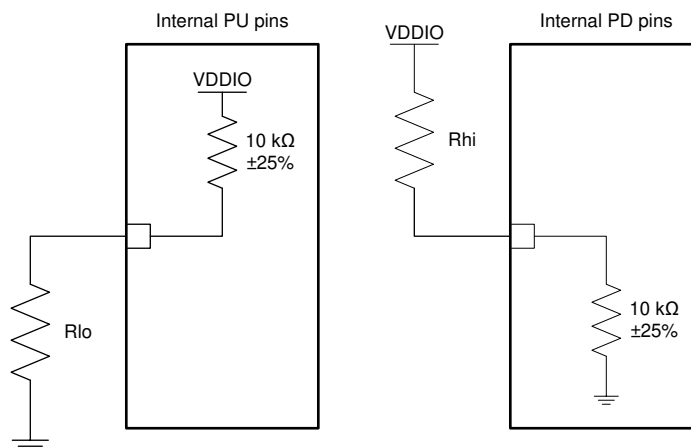 Internal PU pins
VDDIO
10 kΩ
±25%
Rlo
Internal PD pins
VDDIO
Rhi
10 kΩ
±25%